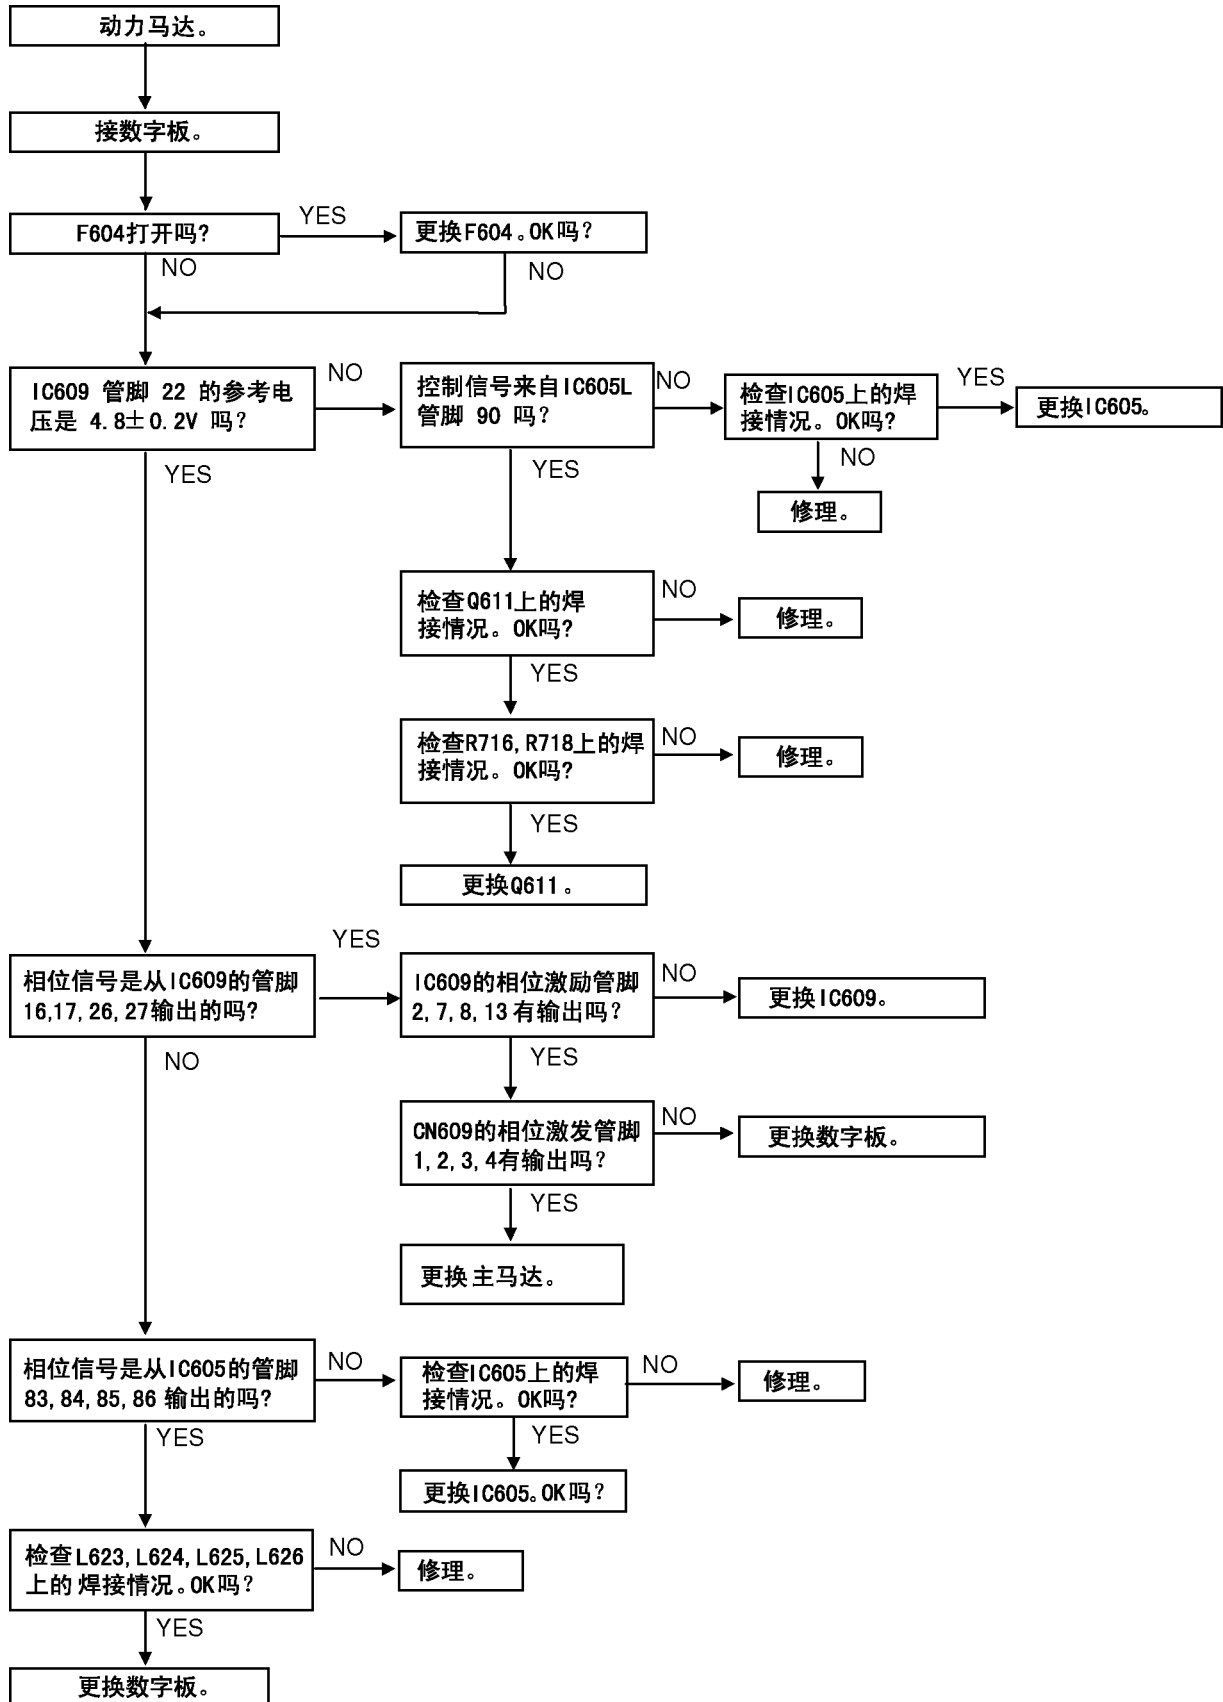 动力马达。
接数字板。
F604打开吗?
YES
更换F604。OK吗?
NO
NO
IC609 管脚 22 的参考电
压是 4.8±0.2V 吗?
NO
控制信号来自IC605L
管脚 90 吗?
NO
检查IC605上的焊
接情况。OK吗?
YES
更换IC605。
YES
YES
NO
修理。
检查Q611上的焊
接情况。OK吗?
NO
修理。
YES
检查R716,R718上的焊
接情况。OK吗?
NO
修理。
YES
更换Q611。
相位信号是从IC609的管脚
16,17,26,27输出的吗?
YES
IC609的相位激励管脚
2,7,8,13有输出吗?
NO
更换IC609。
NO
YES
CN609的相位激发管脚
1,2,3,4有输出吗?
NO
更换数字板。
YES
更换主马达。
相位信号是从IC605的管脚
83,84,85,86 输出的吗?
NO
检查IC605上的焊
接情况。OK吗?
NO
修理。
YES
YES
更换IC605。OK吗?
检查L623,L624,L625,L626
上的 焊接情况。OK吗?
NO
修理。
YES
更换数字板。